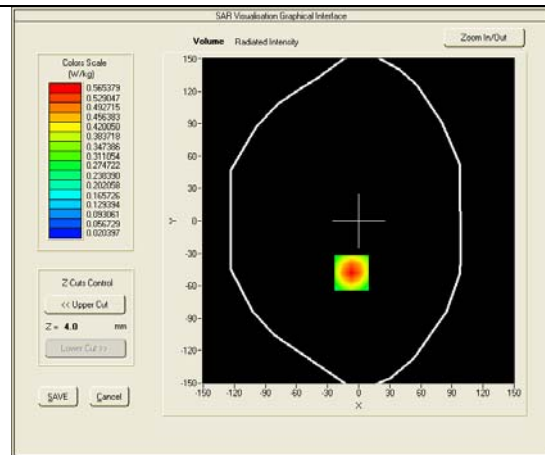 SAR Visualisation Graphical Interface
Volume Radiated Intensity
Zoom In/Out
Colors Scale
(W/kg)
0.565379
0.529047
0.492715
0.456383
0.420050
0.383718
0.347386
0.311054
0.274722
0.238390
0.202058
0.165726
0.129394
0.093061
0.056729
0.020397
Z Cuts Control
<< Upper Cut
Z = 4.0 mm
Lower Cut >>
SAVE Cancel
150
120
90
60
30
0
-30
-60
-90
-120
-150
Y
-150 -120 -90 -60 -30 0 30 60 90 120 150
X